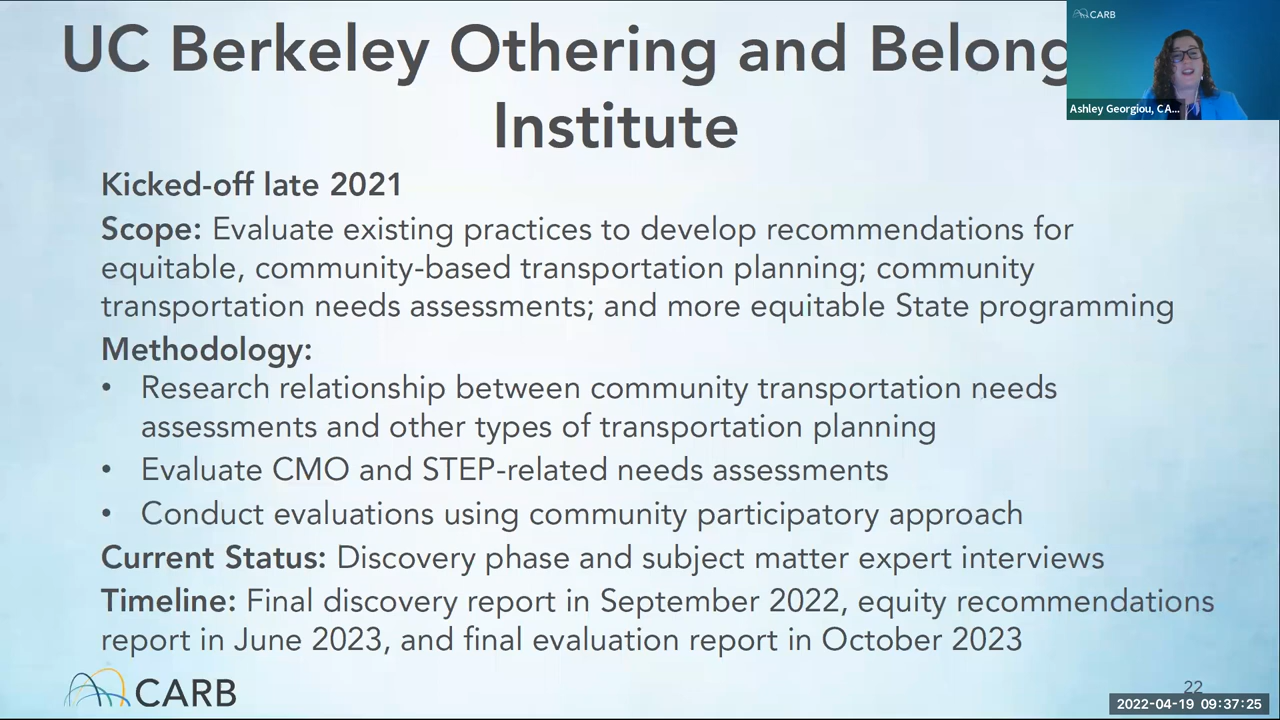 UC Berkeley Othering and Belong
Institute
CARB
Ashley Georgiou, CA...
Kicked-off late 2021
Scope: Evaluate existing practices to develop recommendations for
equitable, community-based transportation planning; community
transportation needs assessments; and more equitable State programming
Methodology:
• Research relationship between community transportation needs
assessments and other types of transportation planning
• Evaluate CMO and STEP-related needs assessments
• Conduct evaluations using community participatory approach
Current Status: Discovery phase and subject matter expert interviews
Timeline: Final discovery report in September 2022, equity recommendations
report in June 2023, and final evaluation report in October 2023
CARB
22
2022-04-19 09:37:25